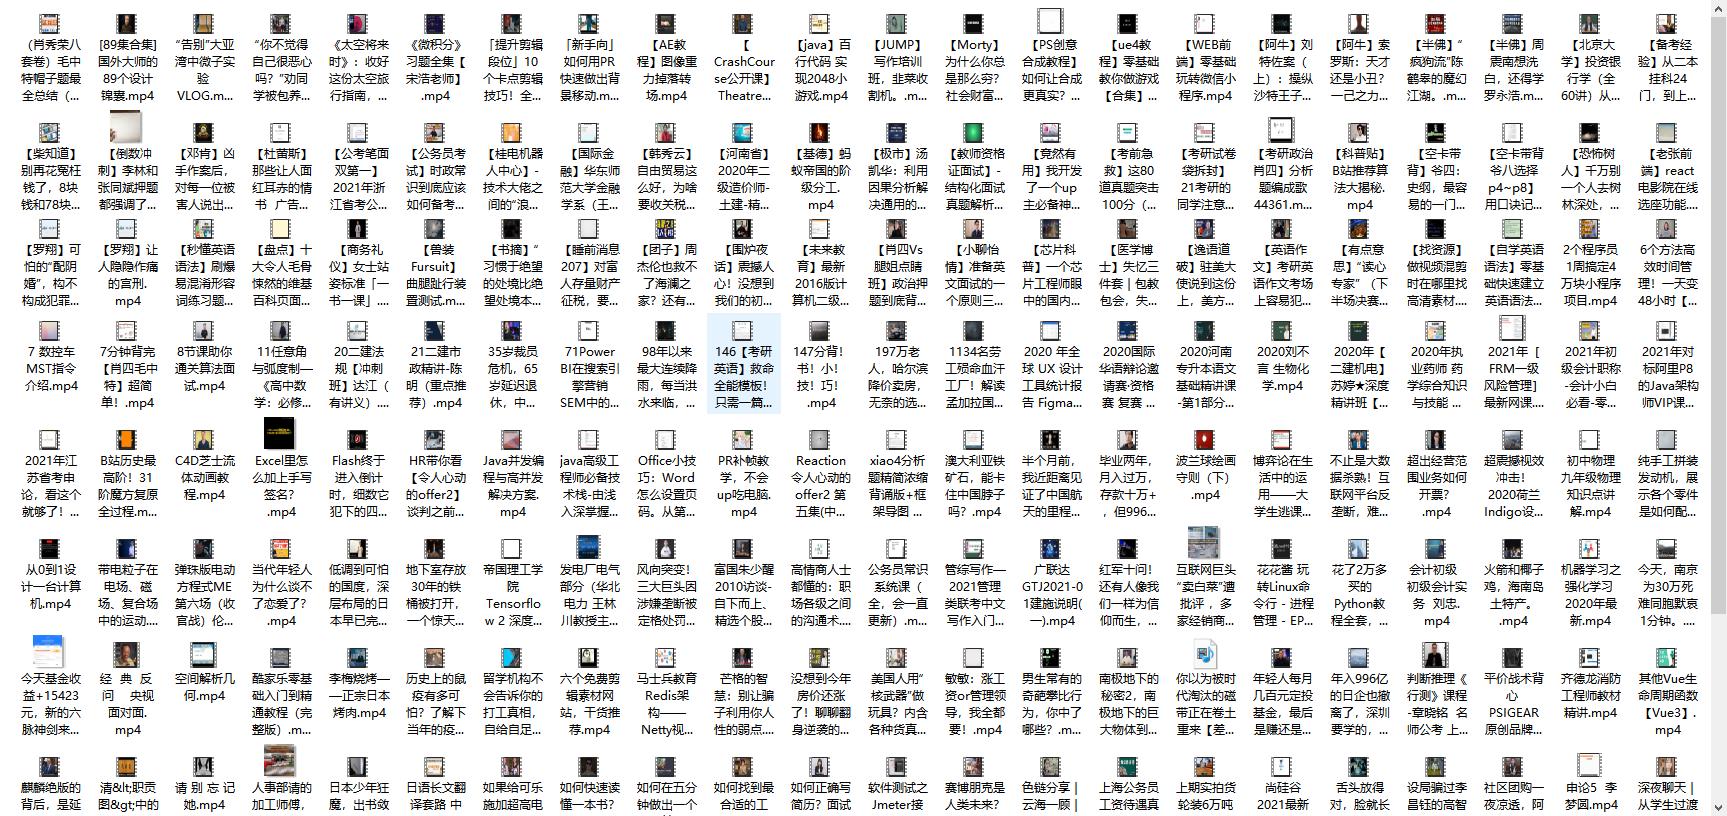 (肖秀荣八
套卷）毛中
特帽子题最
全总结（...
[89集合集]
国外大师的
89个设计
锦囊.mp4
“告别”大亚
湾中微子实
验
VLOG.m...
“你不觉得
自己很恶心
吗？”功同
学被包养...
《太空将来
时》：收好
这份太空旅
行指南，...
《微积分》
习题全集【
宋浩老师】
.mp4
「提升剪辑
段位」10
个卡点剪辑
技巧！全...
「新手向」
如何用PR
快速做出背
景移动.m...
【AE教
程】图像重
力掉落转
场.mp4
【
CrashCour
se公开课】
Theatre...
【java】百
行代码 实
现2048小
游戏.mp4
【JUMP】
写作培训
班，韭菜收
割机。.m...
【Morty】
为什么你总
是那么穷？
社会财富...
【PS创意
合成教程】
如何让合成
更真实？...
【ue4教
程】零基础
教你做游戏
【合集】...
【WEB前
端】零基础
玩转微信小
程序.mp4
【阿牛】刘
特佐案（
上）：操纵
沙特王子...
【阿牛】索
罗斯：天才
还是小丑？
一己之力...
【半佛】“
疯狗流”陈
鹤皋的魔幻
江湖。.m...
【半佛】周
震南想洗
白，还得学
罗永浩.m...
【北京大
学】投资银
行学（全
60讲）从...
【备考经
验】从二本
挂科24
门，到上...
【柴知道】
别再花冤枉
钱了，8块
钱和78块...
【倒数冲
刺】李林和
张同斌押题
都强调了...
【邓肯】凶
手作案后，
对每一位被
害人说出...
【杜蕾斯】
那些让人面
红耳赤的情
书 广告...
【公考笔面
双第一】
2021年浙
江省考公...
【公务员考
试】时政常
识到底应该
如何备考...
【桂电机器
人中心】-
技术大佬之
间的“浪...
【国际金
融】华东师
范大学金融
学系（王...
【韩秀云】
自由贸易这
么好，为啥
要收关税...
【河南省】
2020年二
级造价师-
土建-精...
【基德】蚂
蚁帝国的阶
级分工.
mp4
【极市】汤
凯华：利用
因果分析解
决通用的...
【教师资格
证面试】-
结构化面试
真题解析...
【竟然有
用】我开发
了一个up
主必备神...
【考前急
救】这80
道真题突击
100分（...
【考研试卷
袋拆封】
21考研的
同学注意...
【考研政治
肖四】分析
题编成歌
44361.m...
【科普贴】
B站推荐算
法大揭秘.
mp4
【空卡带
背】爷四：
史纲，最容
易的一门...
【空卡带背
爷八选择
p4~p8】
用口诀记...
【恐怖树
人】千万别
一个人去树
林深处，...
【老张前
端】react
电影院在线
选座功能...
【罗翔】可
怕的“配阴
婚”，构不
构成犯罪...
【罗翔】让
人隐隐作痛
的宫刑.
mp4
【秒懂英语
语法】刷爆
易混淆形容
词练习题...
【盘点】十
大令人毛骨
悚然的维基
百科页面...
【商务礼
仪】女士站
姿标准「一
书一课」...
【兽装
Fursuit】
曲腿趾行装
置测试.m...
【书摘】“
习惯于绝望
的处境比绝
望处境本...
【睡前消息
207】对富
人存量财产
征税，要...
【团子】周
杰伦也救不
了海澜之
家？还有...
【围炉夜
话】震撼人
心！没想到
我们的初...
【未来教
育】最新
2016版计
算机二级...
【肖四Vs
腿姐点睛
班】政治押
题到底背...
【小聊怡
情】准备英
文面试的一
个原则三...
【芯片科
普】一个芯
片工程师眼
中的国内...
【医学博
士】失忆三
件套｜包教
包会，失...
【逸语道
破】驻美大
使说到这份
上，美方...
【英语作
文】考研英
语作文考场
上容易犯...
【有点意
思】“读心
专家”（下
半场决赛...
【找资源】
做视频混剪
时在哪里找
高清素材...
【自学英语
语法】零基
础快速建立
英语语法...
2个程序员
1周搞定4
万块小程序
项目.mp4
6个方法高
效时间管
理！一天变
48小时【...
7 数控车
MST指令
介绍.mp4
7分钟背完
【肖四毛中
特】超简
单！.mp4
8节课助你
通关算法面
试.mp4
11任意角
与弧度制—
《高中数
学：必修...
20二建法
规【冲刺
班】达江（
有讲义）...
21二建市
政精讲-陈
明（重点推
荐）.mp4
35岁裁员
危机，65
岁延迟退
休，中...
71Power
BI在搜索引
擎营销
SEM中的...
98年以来
最大连续降
雨，每当洪
水来临，...
146【考研
英语】救命
全能模板！
只需一篇...
147分背！
书！小！
技！巧！
.mp4
197万老
人，哈尔滨
降价卖房，
无奈的选...
1134名劳
工殒命血汗
工厂！解读
孟加拉国...
2020 年全
球 UX 设计
工具统计报
告 Figma...
2020国际
华语辩论邀
请赛·资格
赛 复赛 ...
2020河南
专升本语文
基础精讲课
-第1部分...
2020刘不
言 生物化
学.mp4
2020年【
二建机电】
苏婷★深度
精讲班【...
2020年执
业药师 药
学综合知识
与技能 ...
2021年 [
FRM一级
风险管理]
最新网课...
2021年初
级会计职称
-会计小白
必看-零...
2021年对
标阿里P8
的Java架构
师VIP课...
2021年江
苏省考申
论，看这个
就够了！...
B站历史最
高阶！31
阶魔方复原
全过程.m...
C4D芝士流
体动画教
程.mp4
Excel里怎
么加上手写
签名？
.mp4
Flash终于
进入倒计
时，细数它
犯下的四...
HR带你看
【令人心动
的offer2】
谈判之前...
Java并发编
程与高并发
解决方案.
mp4
java高级工
程师必备技
术栈-由浅
入深掌握...
Office小技
巧：Word
怎么设置页
码。从第...
PR补帧教
学，不会
up吃电脑.
mp4
Reaction
令人心动的
offer2 第
五集(中...
xiao4分析
题精简浓缩
背诵版+框
架导图 ...
澳大利亚铁
矿石，能卡
住中国脖子
吗？.mp4
半个月前，
我近距离见
证了中国航
天的里程...
毕业两年，
月入过万，
存款十万+
，但996...
波兰球绘画
守则（下）
.mp4
博弈论在生
活中的运
用——大
学生逃课...
不止是大数
据杀熟！互
联网平台反
垄断，难...
超出经营范
围业务如何
开票？
.mp4
超震撼视效
冲击！
2020荷兰
Indigo设...
初中物理
九年级物理
知识点讲
解.mp4
纯手工拼装
发动机，展
示各个零件
是如何配...
从0到1设
计一台计算
机.mp4
带电粒子在
电场、磁
场、复合场
中的运动...
弹珠版电动
方程式ME
第六场（收
官战）伦...
当代年轻人
为什么谈不
了恋爱了？
.mp4
低调到可怕
的国度，深
层布局的日
本早已完...
地下室存放
30年的铁
桶被打开，
一个惊天...
帝国理工学
院
Tensorflo
w 2 深度...
发电厂电气
部分（华北
电力 王林
川教授主...
风向突变！
三大巨头因
涉嫌垄断被
定格处罚...
富国朱少醒
2010访谈-
自下而上、
精选个股...
高情商人士
都懂的：职
场各级之间
的沟通术...
公务员常识
系统课（
全，会一直
更新）.m...
管综写作—
2021管理
类联考中文
写作入门...
广联达
GTJ2021-0
1建施说明(
一).mp4
红军十问！
还有人像我
们一样为信
仰而生，...
互联网巨头
“卖白菜”遭
批评，多
家经销商...
花花酱 玩
转Linux命
令行 - 进程
管理 - EP...
花了2万多
买的
Python教
程全套，...
会计初级
初级会计实
务 刘忠.
mp4
火箭和椰子
鸡，海南岛
土特产。
.mp4
机器学习之
强化学习
2020年最
新.mp4
今天，南京
为30万死
难同胞默哀
1分钟。...
今天基金收
益+15423
元，新的六
脉神剑来...
经 典 反
问 央视
面对面.
mp4
空间解析几
何.mp4
酷家乐零基
础入门到精
通教程（完
整版）.m...
李梅烧烤—
—正宗日本
烤肉.mp4
历史上的鼠
疫有多可
怕？了解下
当年的疫...
留学机构不
会告诉你的
打工真相，
自给自足...
六个免费剪
辑素材网
站，干货推
荐.mp4
马士兵教育
Redis架
构——
Netty视...
芒格的智
慧：别让骗
子利用你人
性的弱点...
没想到今年
房价还涨
了！聊聊翻
身逆袭的...
美国人用”
核武器“做
玩具？内含
各种货真...
敏敏：涨工
资or管理领
导，我全都
要！.mp4
男生常有的
奇葩攀比行
为，你中了
哪些？.m...
南极地下的
秘密2，南
极地下的巨
大物体到...
你以为被时
代淘汰的磁
带正在卷土
重来【差...
年轻人每月
几百元定投
基金，最后
是赚还是...
年入996亿
的日企也撤
离了，深圳
要学的，...
判断推理《
行测》课程
-章晓铭 名
师公考 上...
平价战术背
心
PSIGEAR
原创品牌...
齐德龙消防
工程师教材
精讲.mp4
其他Vue生
命周期函数
【Vue3】.
mp4
麒麟绝版的
背后，是延
清&lt;职贡
图&gt;中的
请 别 忘 记
她.mp4
人事部请的
加工师傅，
日本少年狂
魔，出书敛
日语长文翻
译套路 中
如果给可乐
施加超高电
如何快速读
懂一本书？
如何在五分
钟做出一个
如何找到最
合适的工
如何正确写
简历？面试
软件测试之
Jmeter接
赛博朋克是
人类未来？
色链分享｜
云海一顾｜
上海公务员
工资待遇真
上期实拍货
轮装6万吨
尚硅谷
2021最新
舌头放得
对，脸就长
设局骗过李
昌钰的高智
社区团购一
夜凉透，阿
申论5 李
梦圆.mp4
深夜聊天｜
从学生过渡